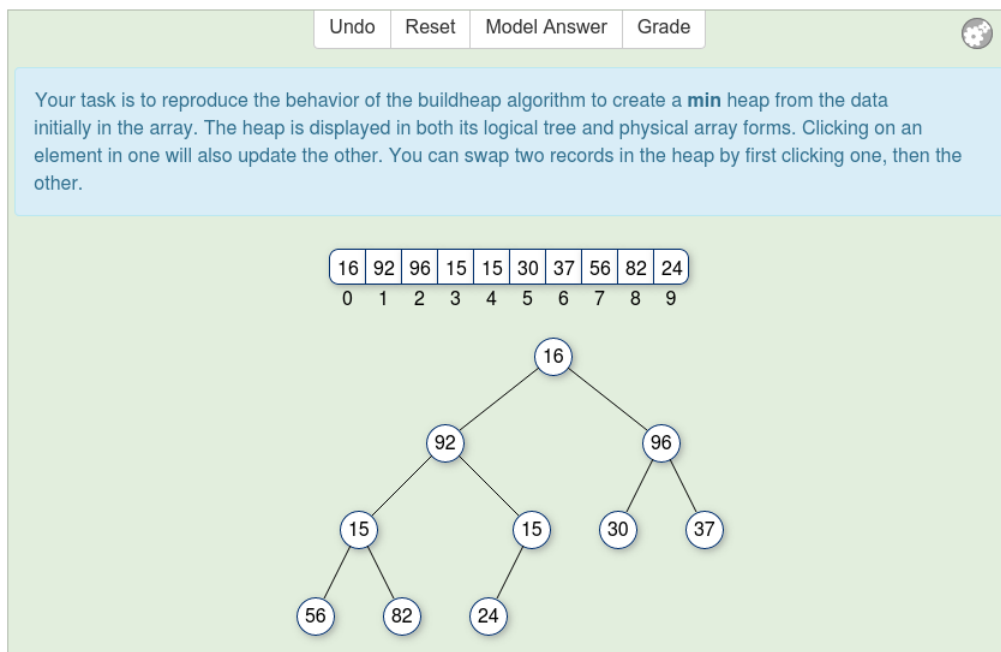 Undo Reset Model Answer Grade
Your task is to reproduce the behavior of the buildheap algorithm to create a min heap from the data
initially in the array. The heap is displayed in both its logical tree and physical array forms. Clicking on an
element in one will also update the other. You can swap two records in the heap by first clicking one, then the
other.
16 92 96 15 15 30 37 56 82 24
0 1 2 3 4 5 6 7 8 9
16
92 96
15 15 30 37
56 82 24